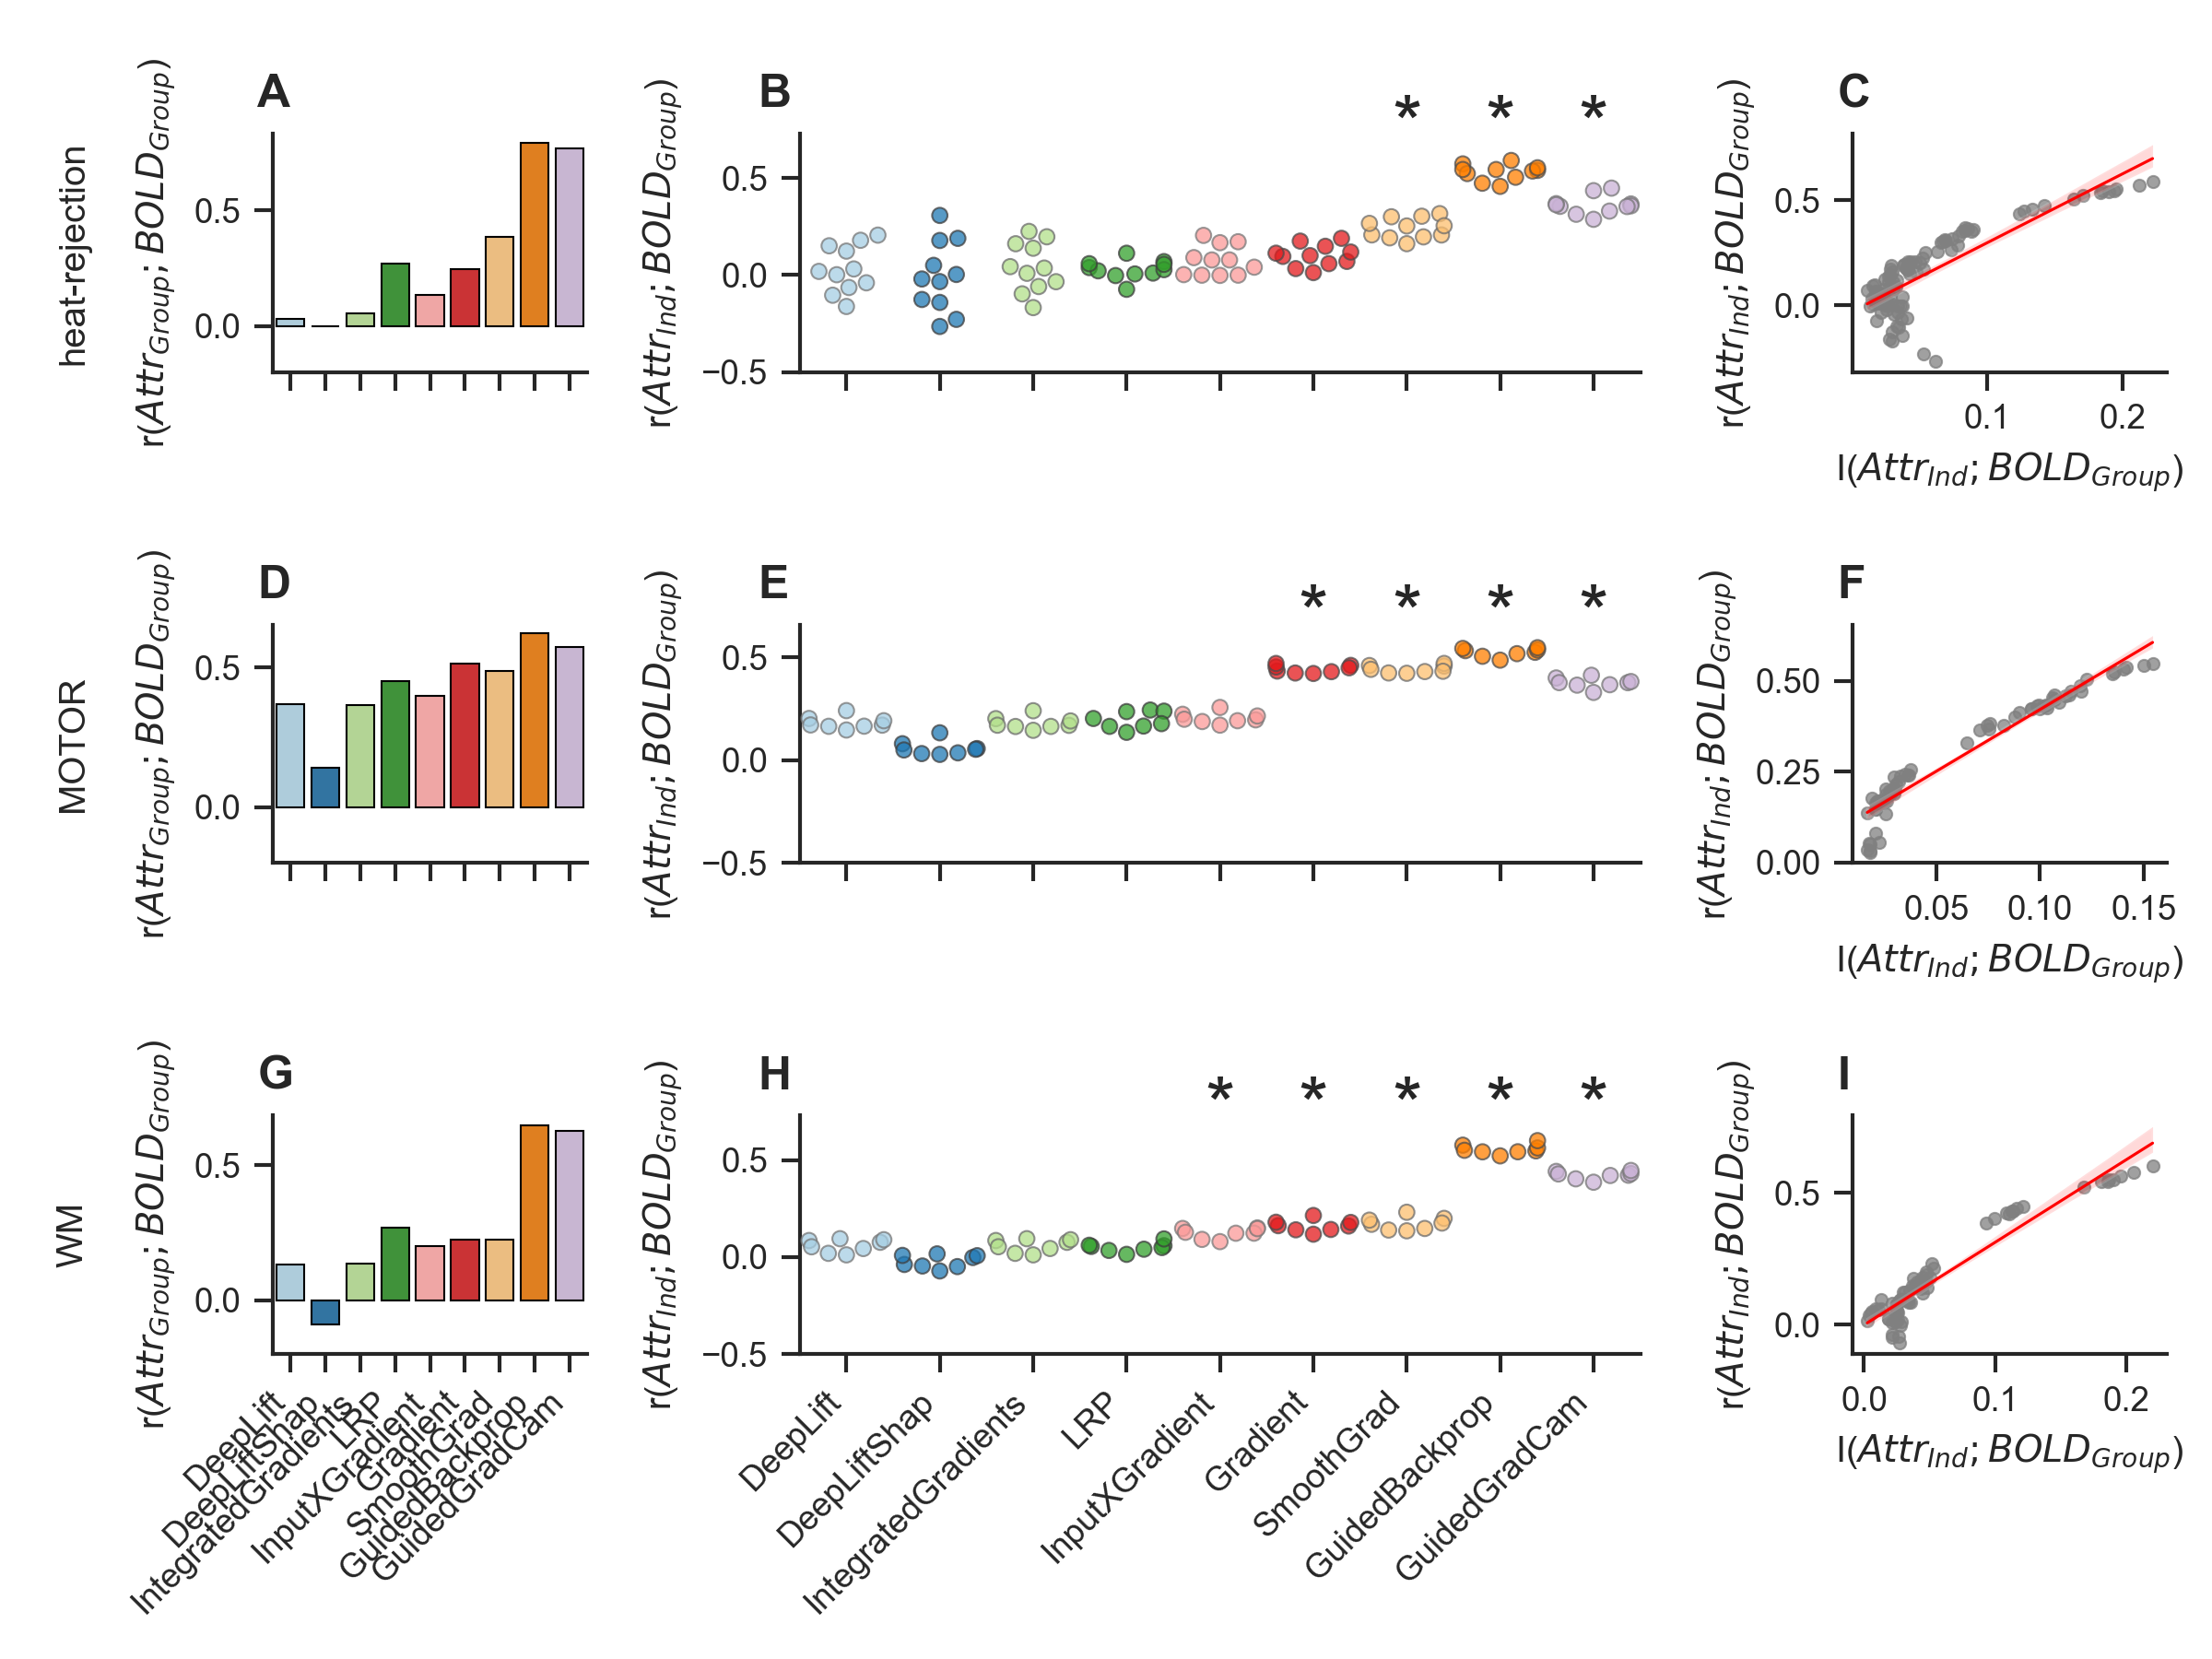 A
B
C
heat-rejection
r(Attr_Group; BOLD_Group)
0.5
0.0
r(Attr_Ind; BOLD_Group)
0.5
0.0
−0.5
* * *
r(Attr_Ind; BOLD_Group)
0.5
0.0
0.1 0.2
I(Attr_Ind; BOLD_Group)
D
E
F
MOTOR
r(Attr_Group; BOLD_Group)
0.5
0.0
r(Attr_Ind; BOLD_Group)
0.5
0.0
−0.5
* * * *
r(Attr_Ind; BOLD_Group)
0.50
0.25
0.00
0.05 0.10 0.15
I(Attr_Ind; BOLD_Group)
G
H
I
WM
r(Attr_Group; BOLD_Group)
0.5
0.0
DeepLift
DeepLiftShap
IntegratedGradients
LRP
InputXGradient
Gradient
SmoothGrad
GuidedBackprop
GuidedGradCam
r(Attr_Ind; BOLD_Group)
0.5
0.0
−0.5
* * * * *
DeepLift
DeepLiftShap
IntegratedGradients
LRP
InputXGradient
Gradient
SmoothGrad
GuidedBackprop
GuidedGradCam
r(Attr_Ind; BOLD_Group)
0.5
0.0
0.0 0.1 0.2
I(Attr_Ind; BOLD_Group)